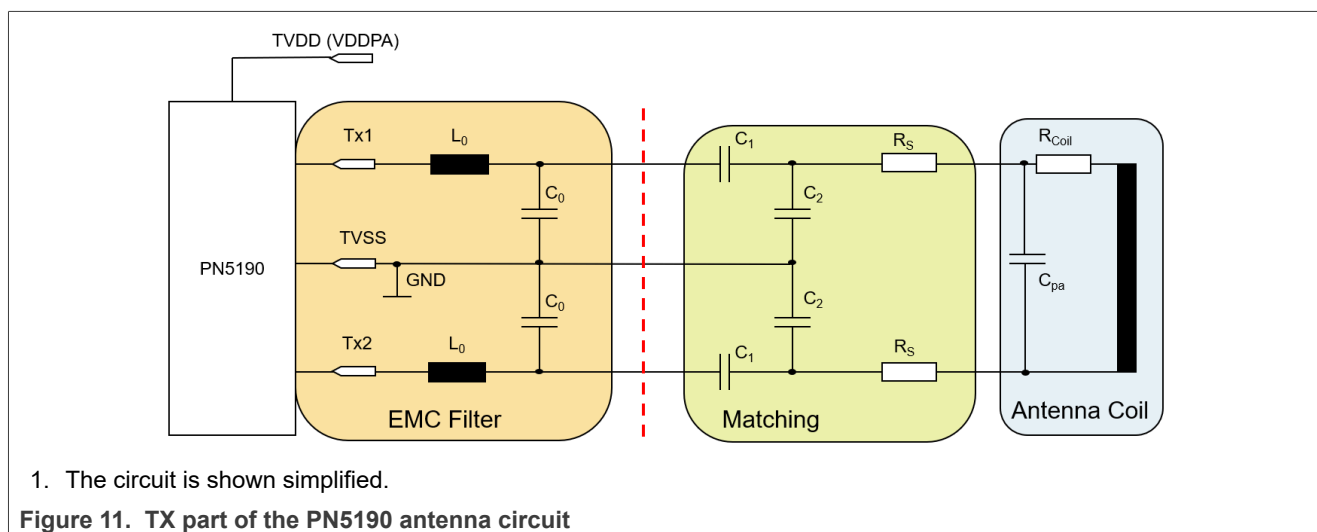 TVDD (VDDPA)
Tx1
L0
C1
RS
RCoil
C0
C2
TVSS
PN5190
GND
Cpa
C0
C2
Tx2
L0
C1
RS
EMC Filter
Matching
Antenna Coil
1. The circuit is shown simplified.
Figure 11. TX part of the PN5190 antenna circuit